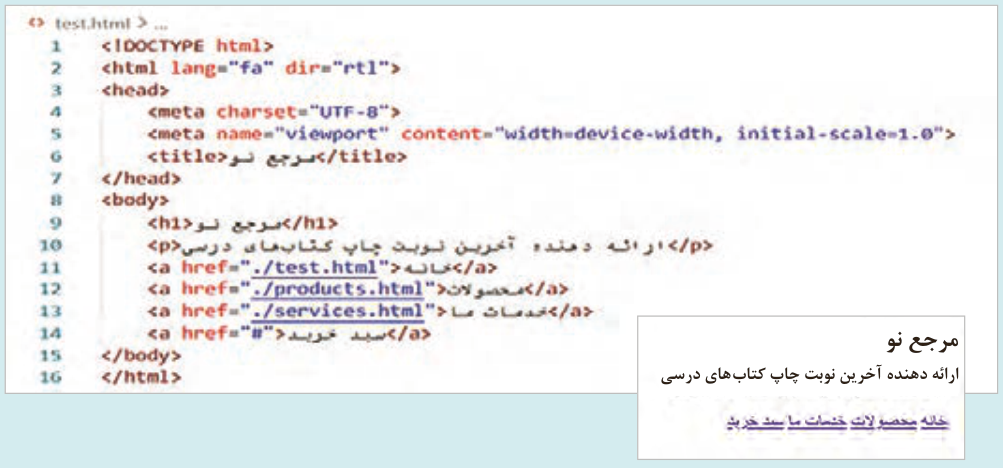 <> test.html > ...
1 <!DOCTYPE html>
2 <html lang="fa" dir="rtl">
3 <head>
4 <meta charset="UTF-8">
5 <meta name="viewport" content="width=device-width, initial-scale=1.0">
6 <title>مرجع نو</title>
7 </head>
8 <body>
9 <h1>مرجع نو</h1>
10 <p>ارائه دهنده آخرین نوبت چاپ کتاب‌های درسی</p>
11 <a href="./test.html">خانه</a>
12 <a href="./products.html">محصولات</a>
13 <a href="./services.html">خدمات ما</a>
14 <a href="#">سبد خرید</a>
15 </body>
16 </html>
مرجع نو
ارائه دهنده آخرین نوبت چاپ کتاب‌های درسی
خانه محصولات خدمات ما سبد خرید